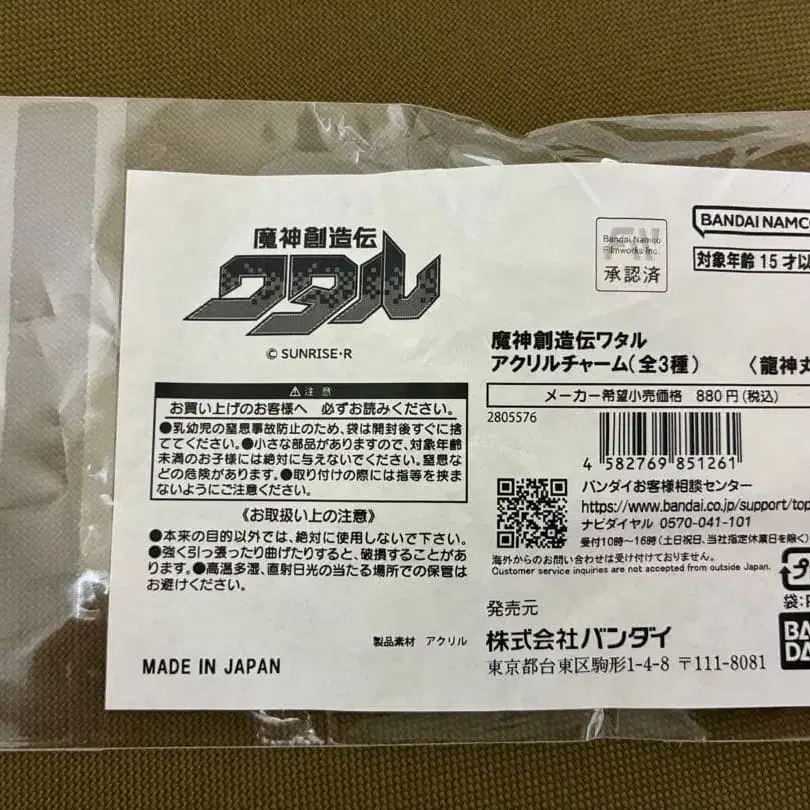 魔神創造伝
ワタル
© SUNRISE・R
⚠注意
お買い上げのお客様へ 必ずお読みください。
●乳幼児の窒息事故防止のため、袋は開封後すぐに捨
ててください。●小さな部品がありますので、対象年齢
未満のお子様には絶対に与えないでください。窒息な
どの危険があります。●取り付けの際には指等を挟ま
ないようにご注意ください。
《お取扱い上の注意》
●本来の目的以外では、絶対に使用しないで下さい。
●強く引っ張ったり曲げたりすると、破損することがあ
ります。●高温多湿、直射日光の当たる場所での保管は
お避けください。
製品素材 アクリル
MADE IN JAPAN
Bandai Namco
Filmworks Inc.
承認済
BANDAI NAMCO
対象年齢15才以
魔神創造伝ワタル
アクリルチャーム(全3種) 〈龍神丸
メーカー希望小売価格 880円(税込)
2805576
4 582769 851261
バンダイお客様相談センター
https://www.bandai.co.jp/support/top
ナビダイヤル 0570-041-101
受付10時～16時(土日祝日、当社指定休業日を除く)
海外からのお問い合わせは受け付けておりません。
Customer service inquiries are not accepted from outside Japan.
プ
袋:P
発売元
株式会社バンダイ
東京都台東区駒形1-4-8 〒111-8081
BA
DA